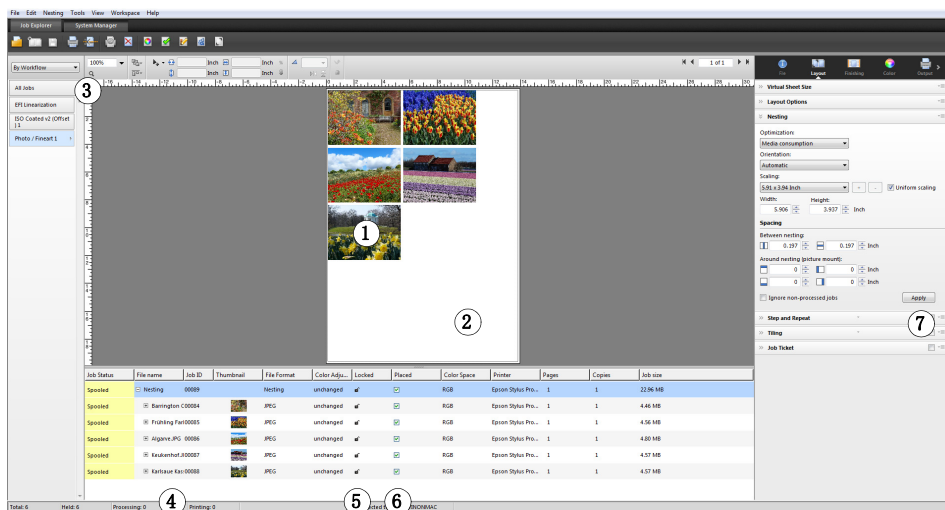 File Edit Nesting Tools View Workspace Help
Job Explorer System Manager
By Workflow 100% Inch Inch 1 of 1
Inch Inch
File Layout Finishing Color Output
All Jobs
EFI Linearization
ISO Coated v2 (Offset
) 1
Photo / Fineart 1
3
1
2
Virtual Sheet Size
Layout Options
Nesting
Optimization:
Media consumption
Orientation:
Automatic
Scaling:
5.91 x 3.94 Inch Uniform scaling
Width: Height:
5.906 3.937 Inch
Spacing
Between nesting:
0.197 0.197 Inch
Around nesting (picture mount):
0 0 Inch
0 0 Inch
Ignore non-processed jobs Apply
Step and Repeat
7
Tiling
Job Ticket
Job Status File name Job ID Thumbnail File Format Color Adju... Locked Placed Color Space Printer Pages Copies Job size
Spooled Nesting 00089 Nesting unchanged RGB Epson Stylus Pro... 1 1 22.96 MB
Spooled Barrington C 00084 JPEG unchanged RGB Epson Stylus Pro... 1 1 4.46 MB
Spooled Frühling Far 00085 JPEG unchanged RGB Epson Stylus Pro... 1 1 4.56 MB
Spooled Algarve.JPG 00086 JPEG unchanged RGB Epson Stylus Pro... 1 1 4.80 MB
Spooled Keukenhof.J 00087 JPEG unchanged RGB Epson Stylus Pro... 1 1 4.57 MB
Spooled Karlsaue Kas 00088 JPEG unchanged RGB Epson Stylus Pro... 1 1 4.57 MB
4 5 6
Total: 6 Held: 6 Processing: 0 Printing: 0